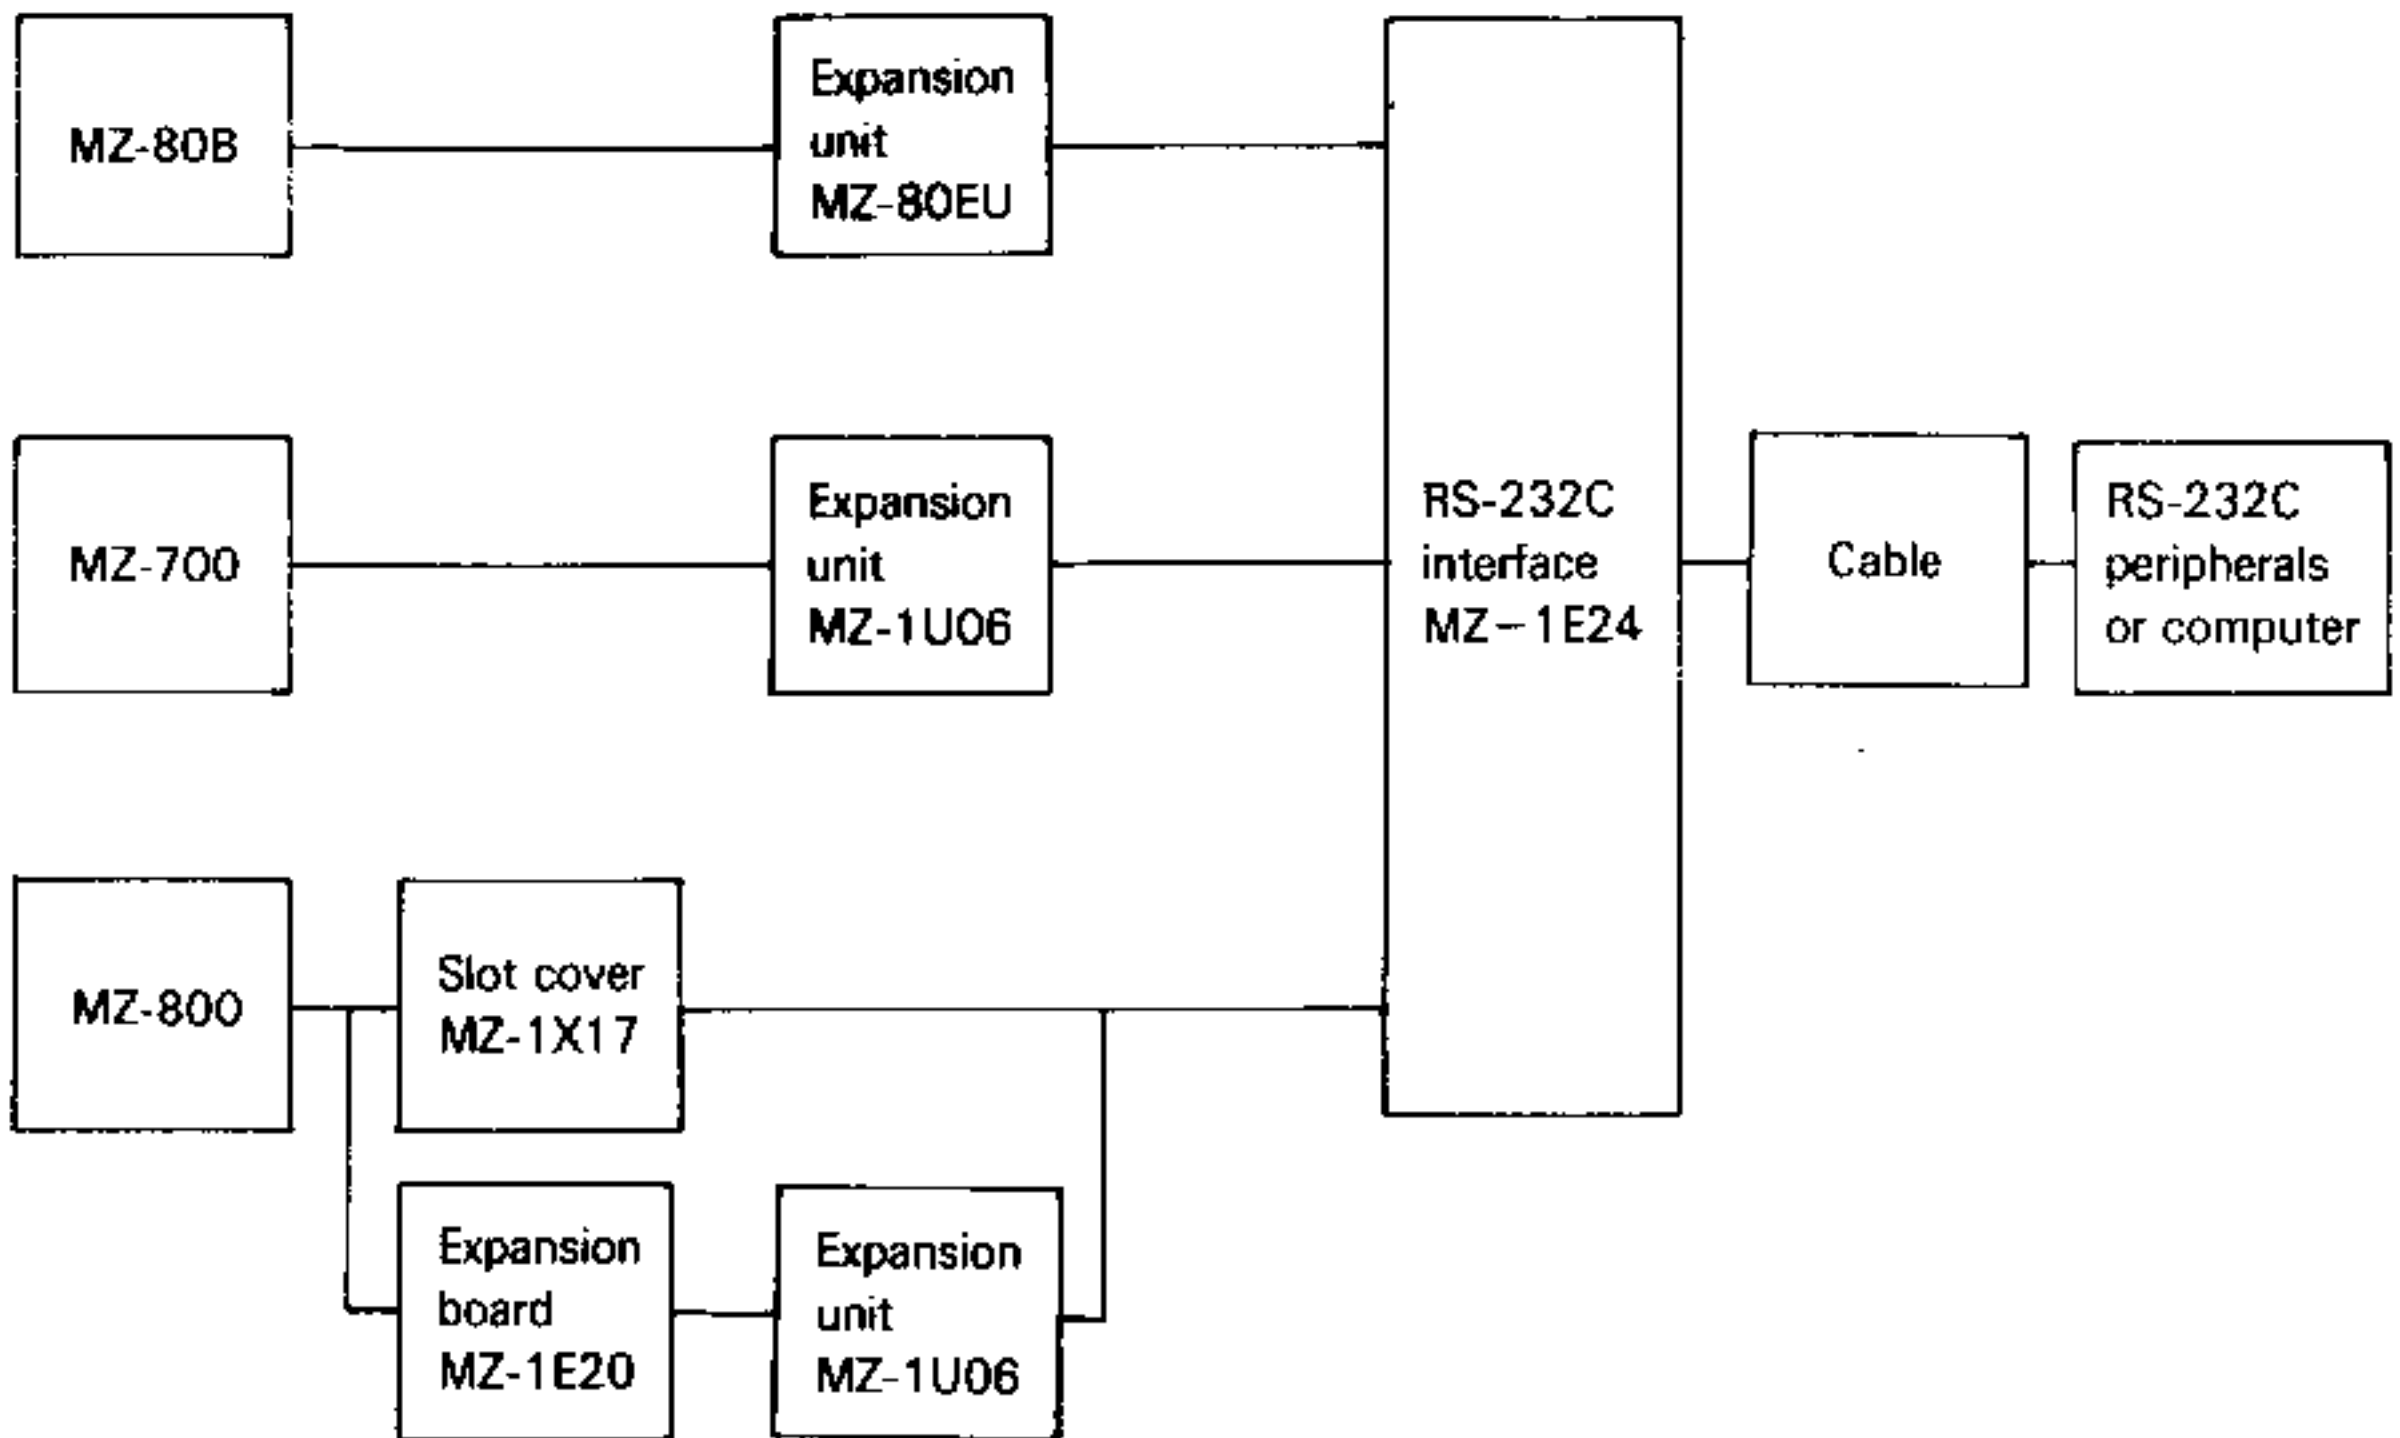 MZ-80B
Expansion
unit
MZ-80EU
MZ-700
Expansion
unit
MZ-1U06
RS-232C
interface
MZ-1E24
Cable
RS-232C
peripherals
or computer
MZ-800
Slot cover
MZ-1X17
Expansion
board
MZ-1E20
Expansion
unit
MZ-1U06